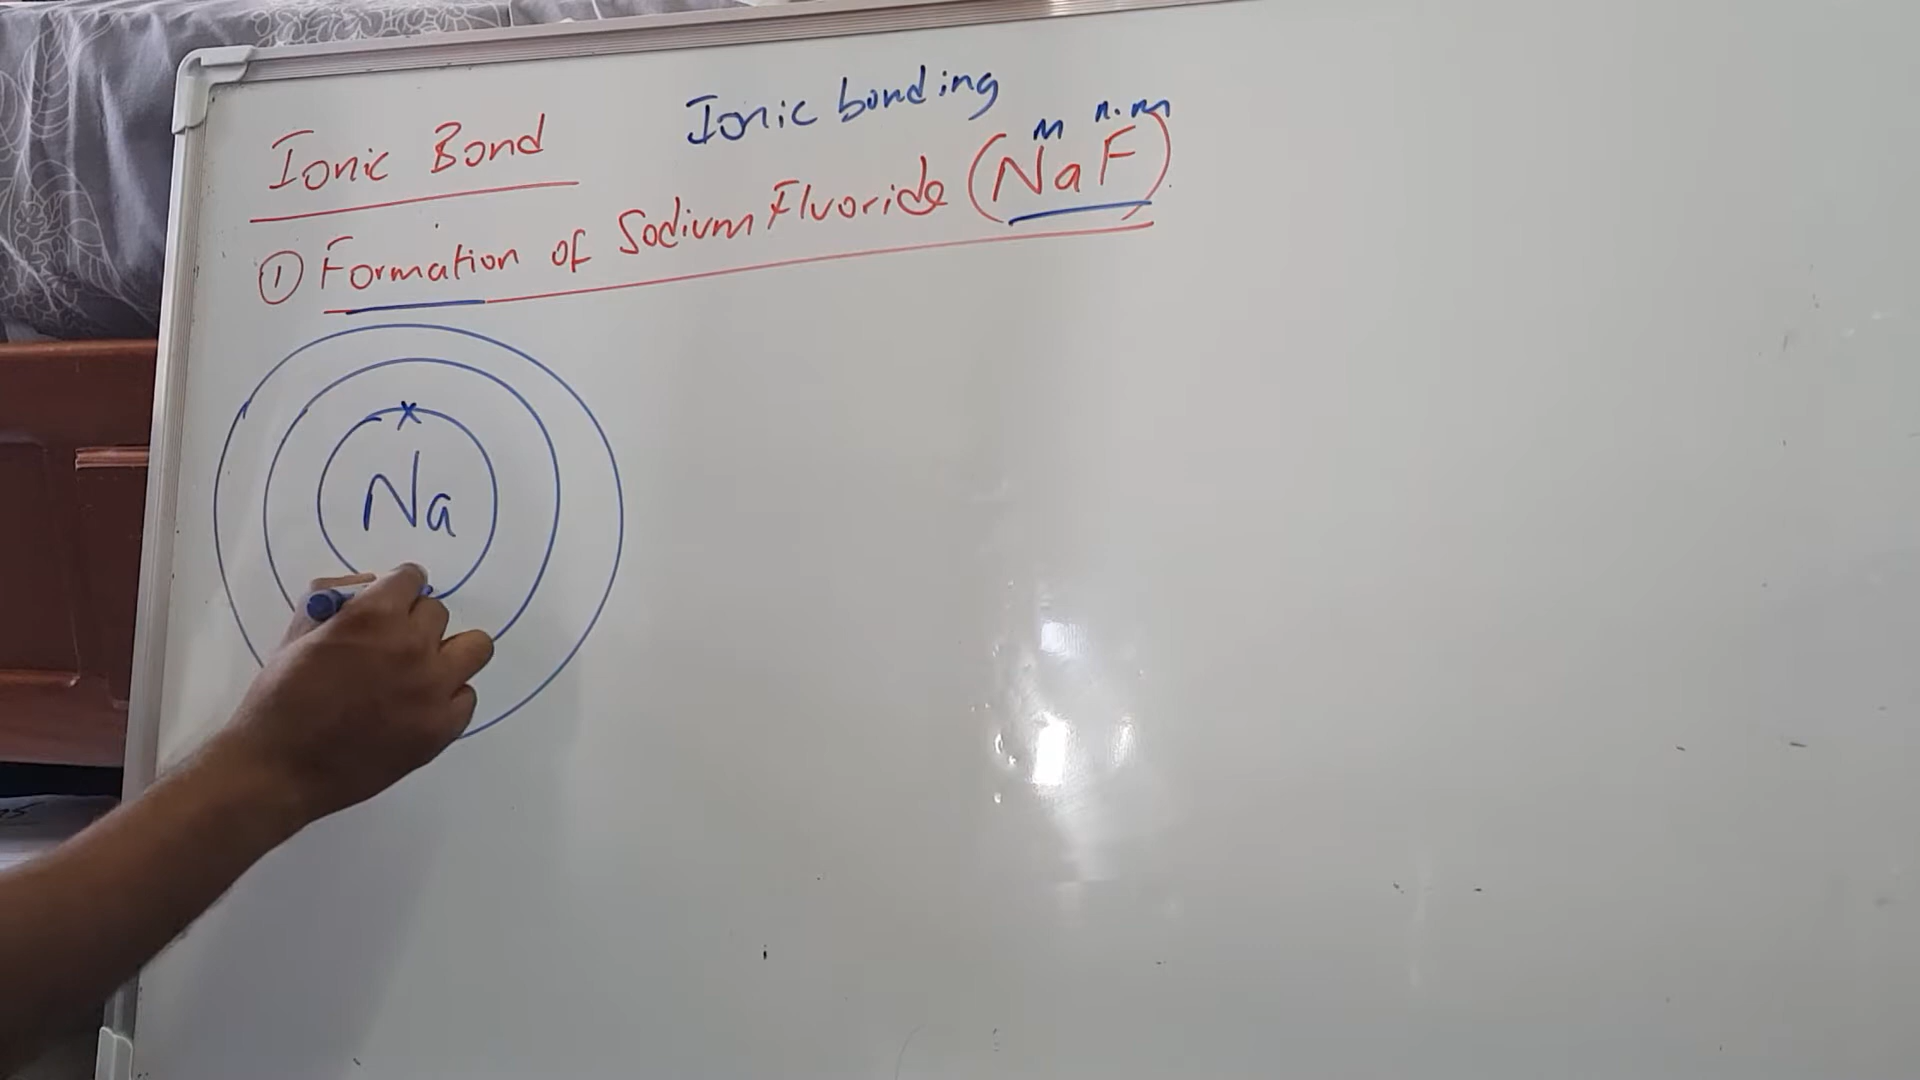 Ionic Bond
Ionic bonding
m n.m
① Formation of Sodium Fluoride (NaF)
x
Na